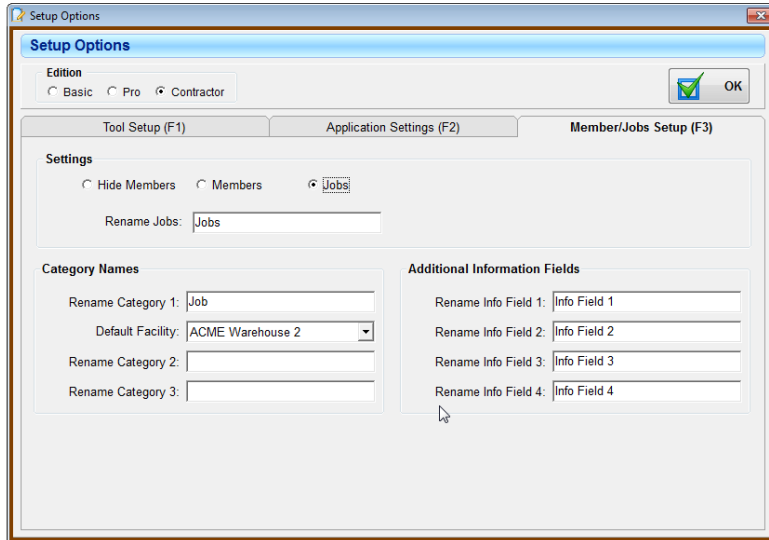 Setup Options
Setup Options
Edition
Basic Pro Contractor
OK
Tool Setup (F1) Application Settings (F2) Member/Jobs Setup (F3)
Settings
Hide Members Members Jobs
Rename Jobs: Jobs
Category Names
Rename Category 1: Job
Default Facility: ACME Warehouse 2
Rename Category 2:
Rename Category 3:
Additional Information Fields
Rename Info Field 1: Info Field 1
Rename Info Field 2: Info Field 2
Rename Info Field 3: Info Field 3
Rename Info Field 4: Info Field 4